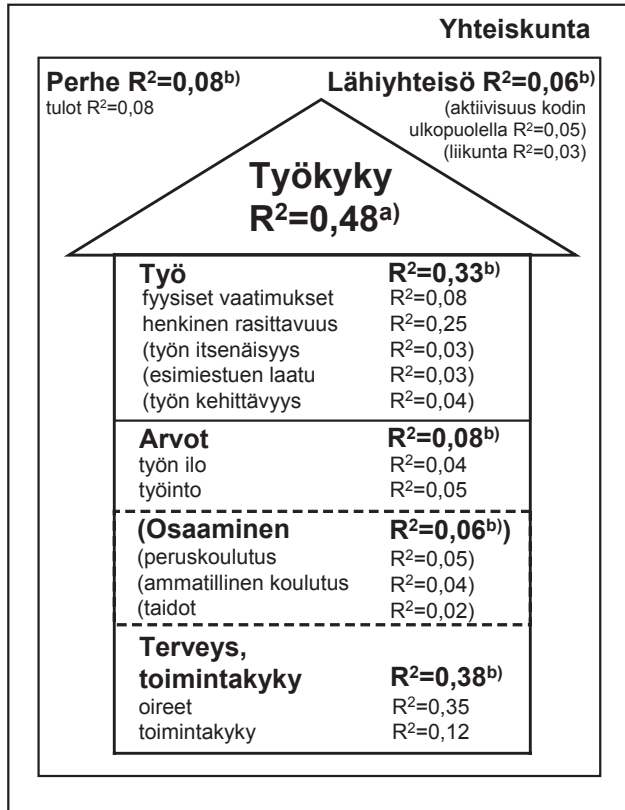 Yhteiskunta
Perhe R²=0,08ᵇ⁾
tulot R²=0,08
Lähiyhteisö R²=0,06ᵇ⁾
(aktiivisuus kodin
ulkopuolella R²=0,05)
(liikunta R²=0,03)
Työkyky
R²=0,48ᵃ⁾
Työ R²=0,33ᵇ⁾
fyysiset vaatimukset R²=0,08
henkinen rasittavuus R²=0,25
(työn itsenäisyys R²=0,03)
(esimiestuen laatu R²=0,03)
(työn kehittävyys R²=0,04)
Arvot R²=0,08ᵇ⁾
työn ilo R²=0,04
työinto R²=0,05
(Osaaminen R²=0,06ᵇ⁾)
(peruskoulutus R²=0,05)
(ammatillinen koulutus R²=0,04)
(taidot R²=0,02)
Terveys,
toimintakyky R²=0,38ᵇ⁾
oireet R²=0,35
toimintakyky R²=0,12